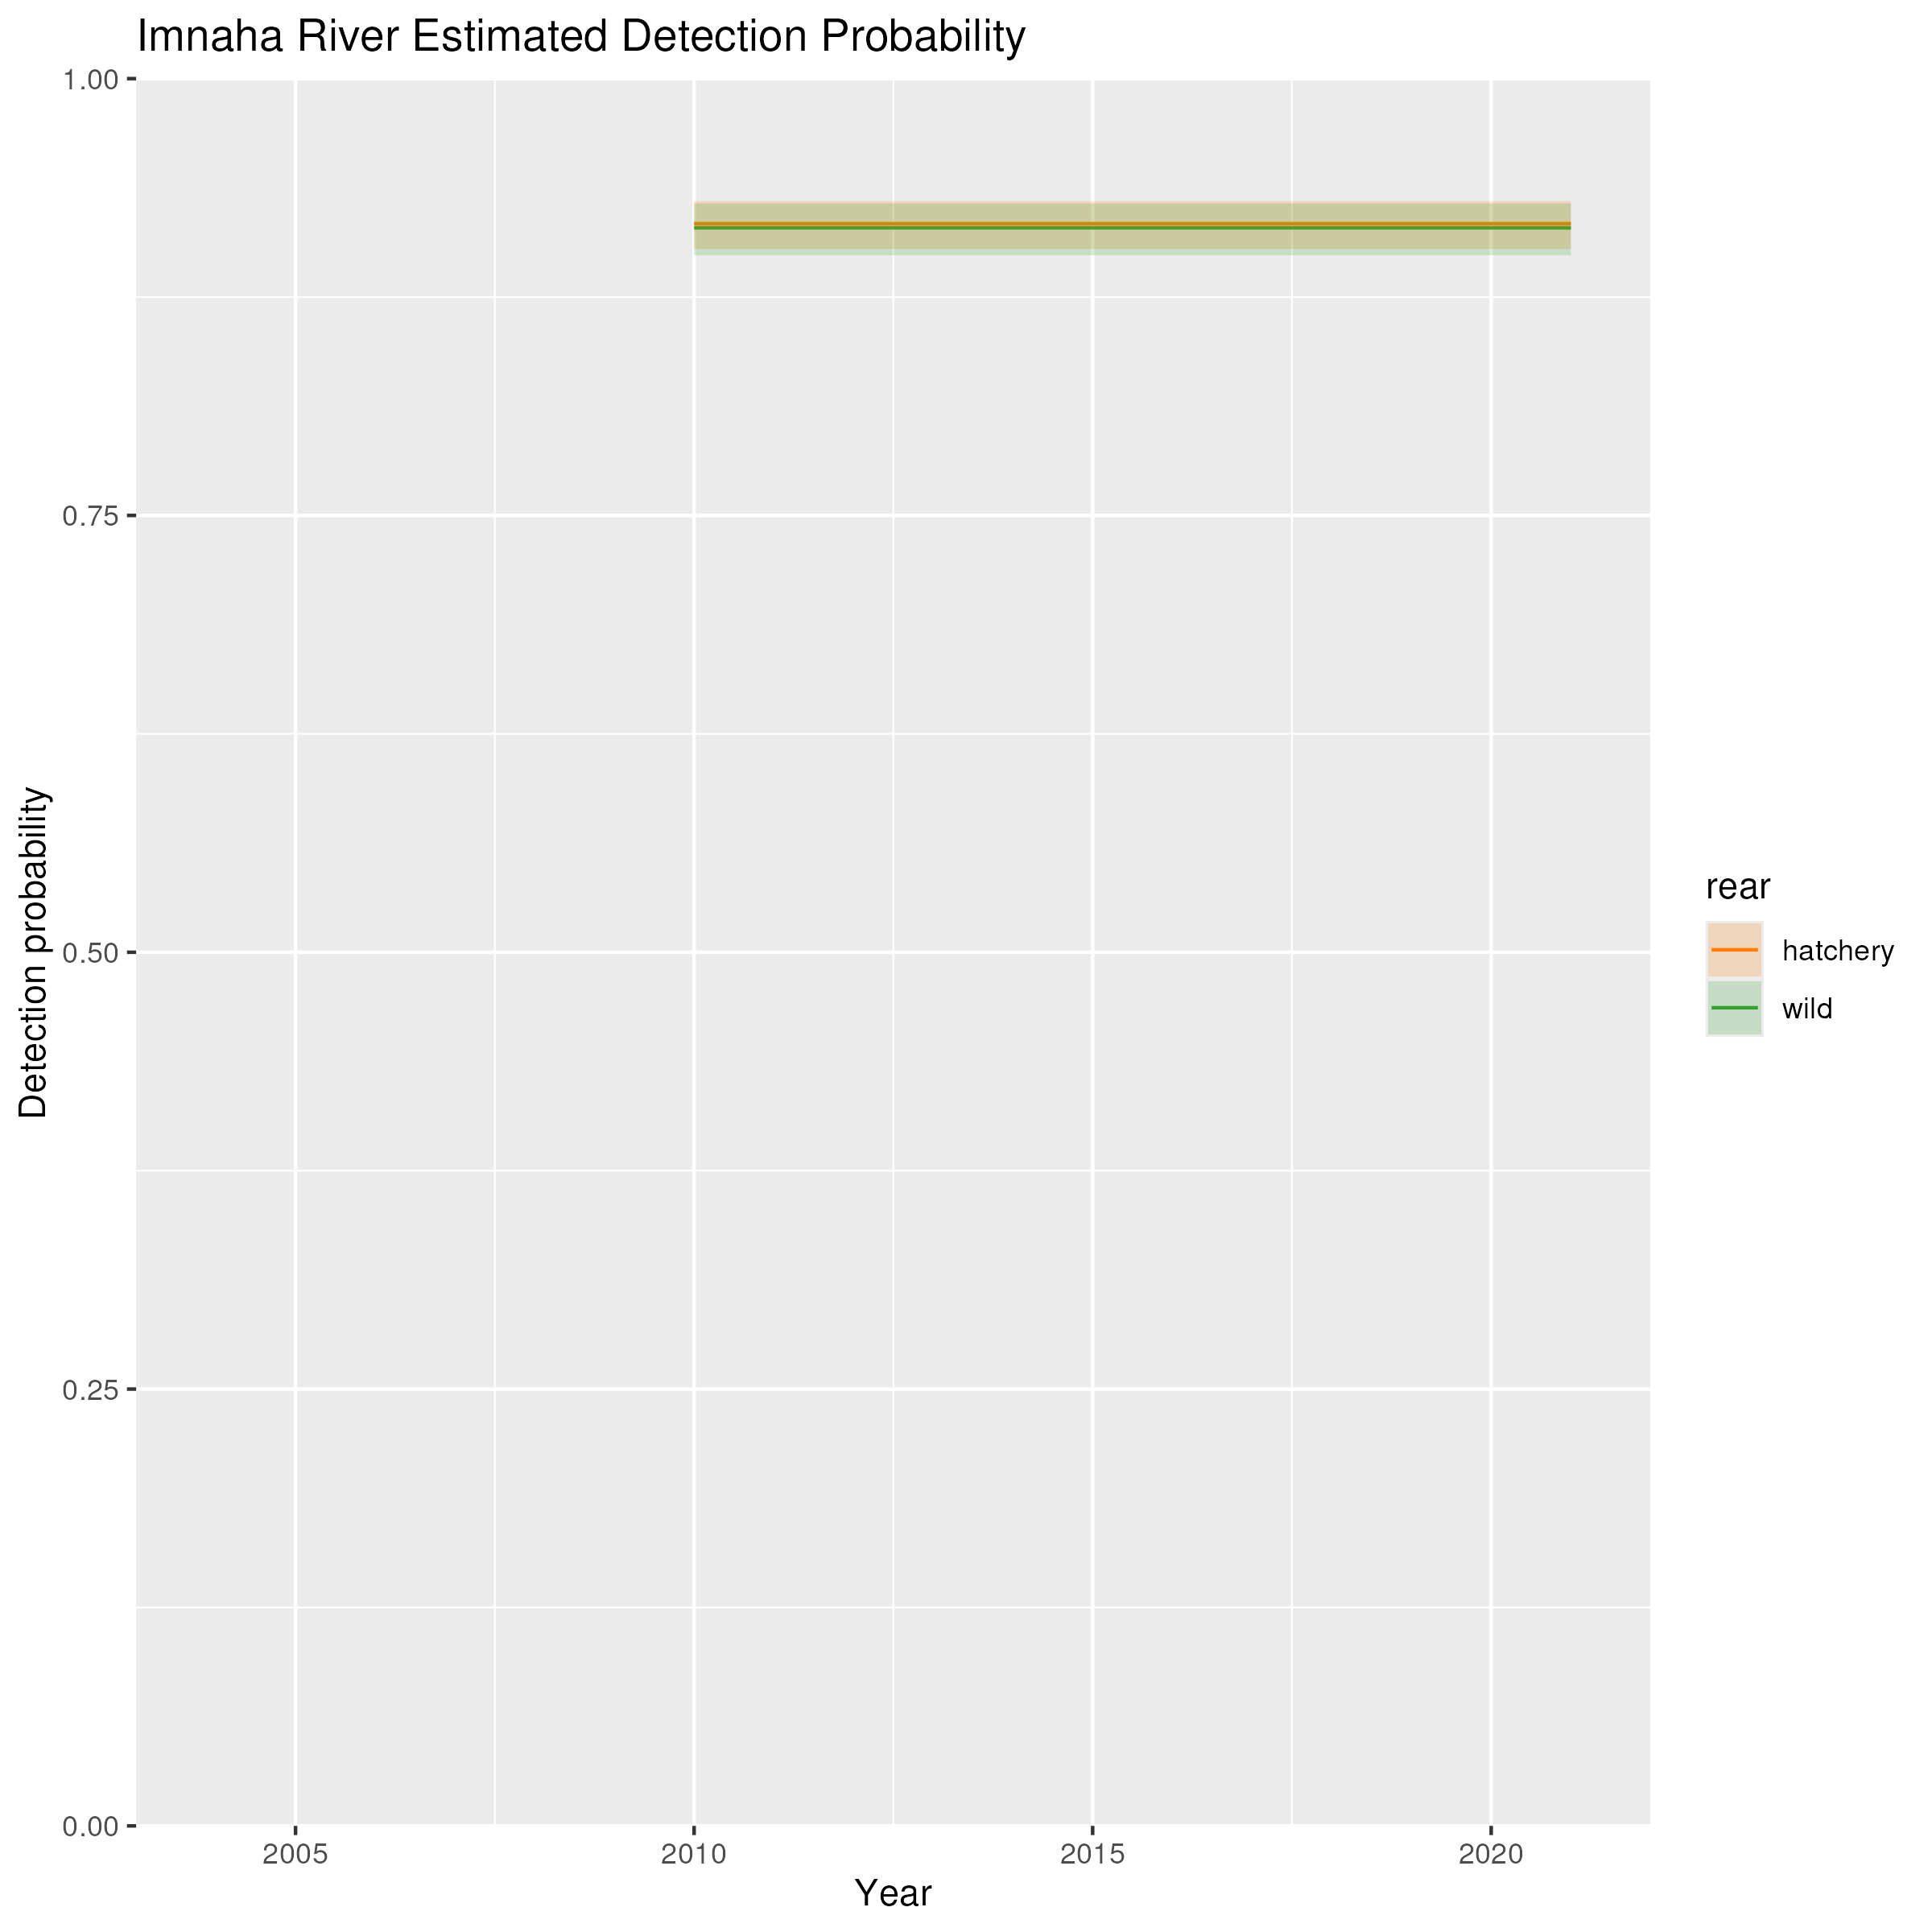 Imnaha River Estimated Detection Probability
1.00
0.75
0.50
0.25
0.00
Detection probability
2005 2010 2015 2020
Year
rear
hatchery
wild